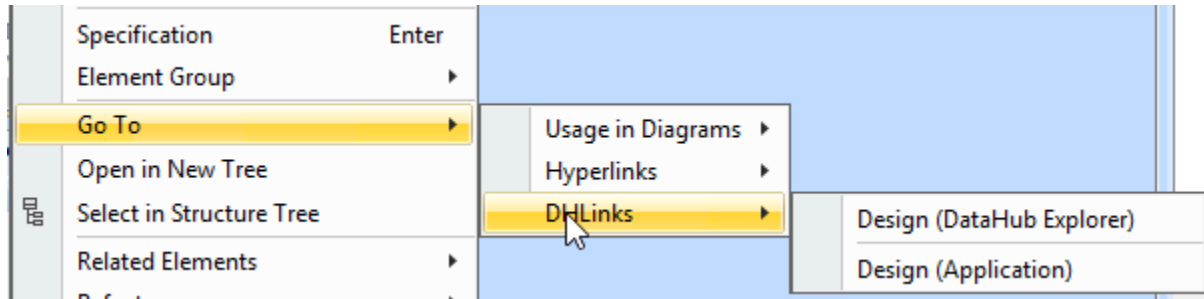 Specification Enter
Element Group
Go To
Usage in Diagrams
Open in New Tree
Hyperlinks
Select in Structure Tree
DHLinks
Design (DataHub Explorer)
Related Elements
Design (Application)